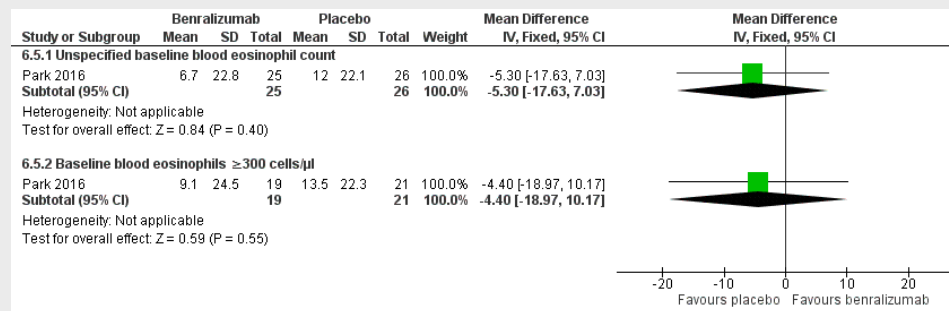 Benralizumab Placebo Mean Difference Mean Difference
Study or Subgroup Mean SD Total Mean SD Total Weight IV, Fixed, 95% CI IV, Fixed, 95% CI
6.5.1 Unspecified baseline blood eosinophil count
Park 2016 6.7 22.8 25 12 22.1 26 100.0% -5.30 [-17.63, 7.03]
Subtotal (95% CI) 25 26 100.0% -5.30 [-17.63, 7.03]
Heterogeneity: Not applicable
Test for overall effect: Z = 0.84 (P = 0.40)
6.5.2 Baseline blood eosinophils ≥300 cells/µl
Park 2016 9.1 24.5 19 13.5 22.3 21 100.0% -4.40 [-18.97, 10.17]
Subtotal (95% CI) 19 21 100.0% -4.40 [-18.97, 10.17]
Heterogeneity: Not applicable
Test for overall effect: Z = 0.59 (P = 0.55)
-20 -10 0 10 20
Favours placebo Favours benralizumab